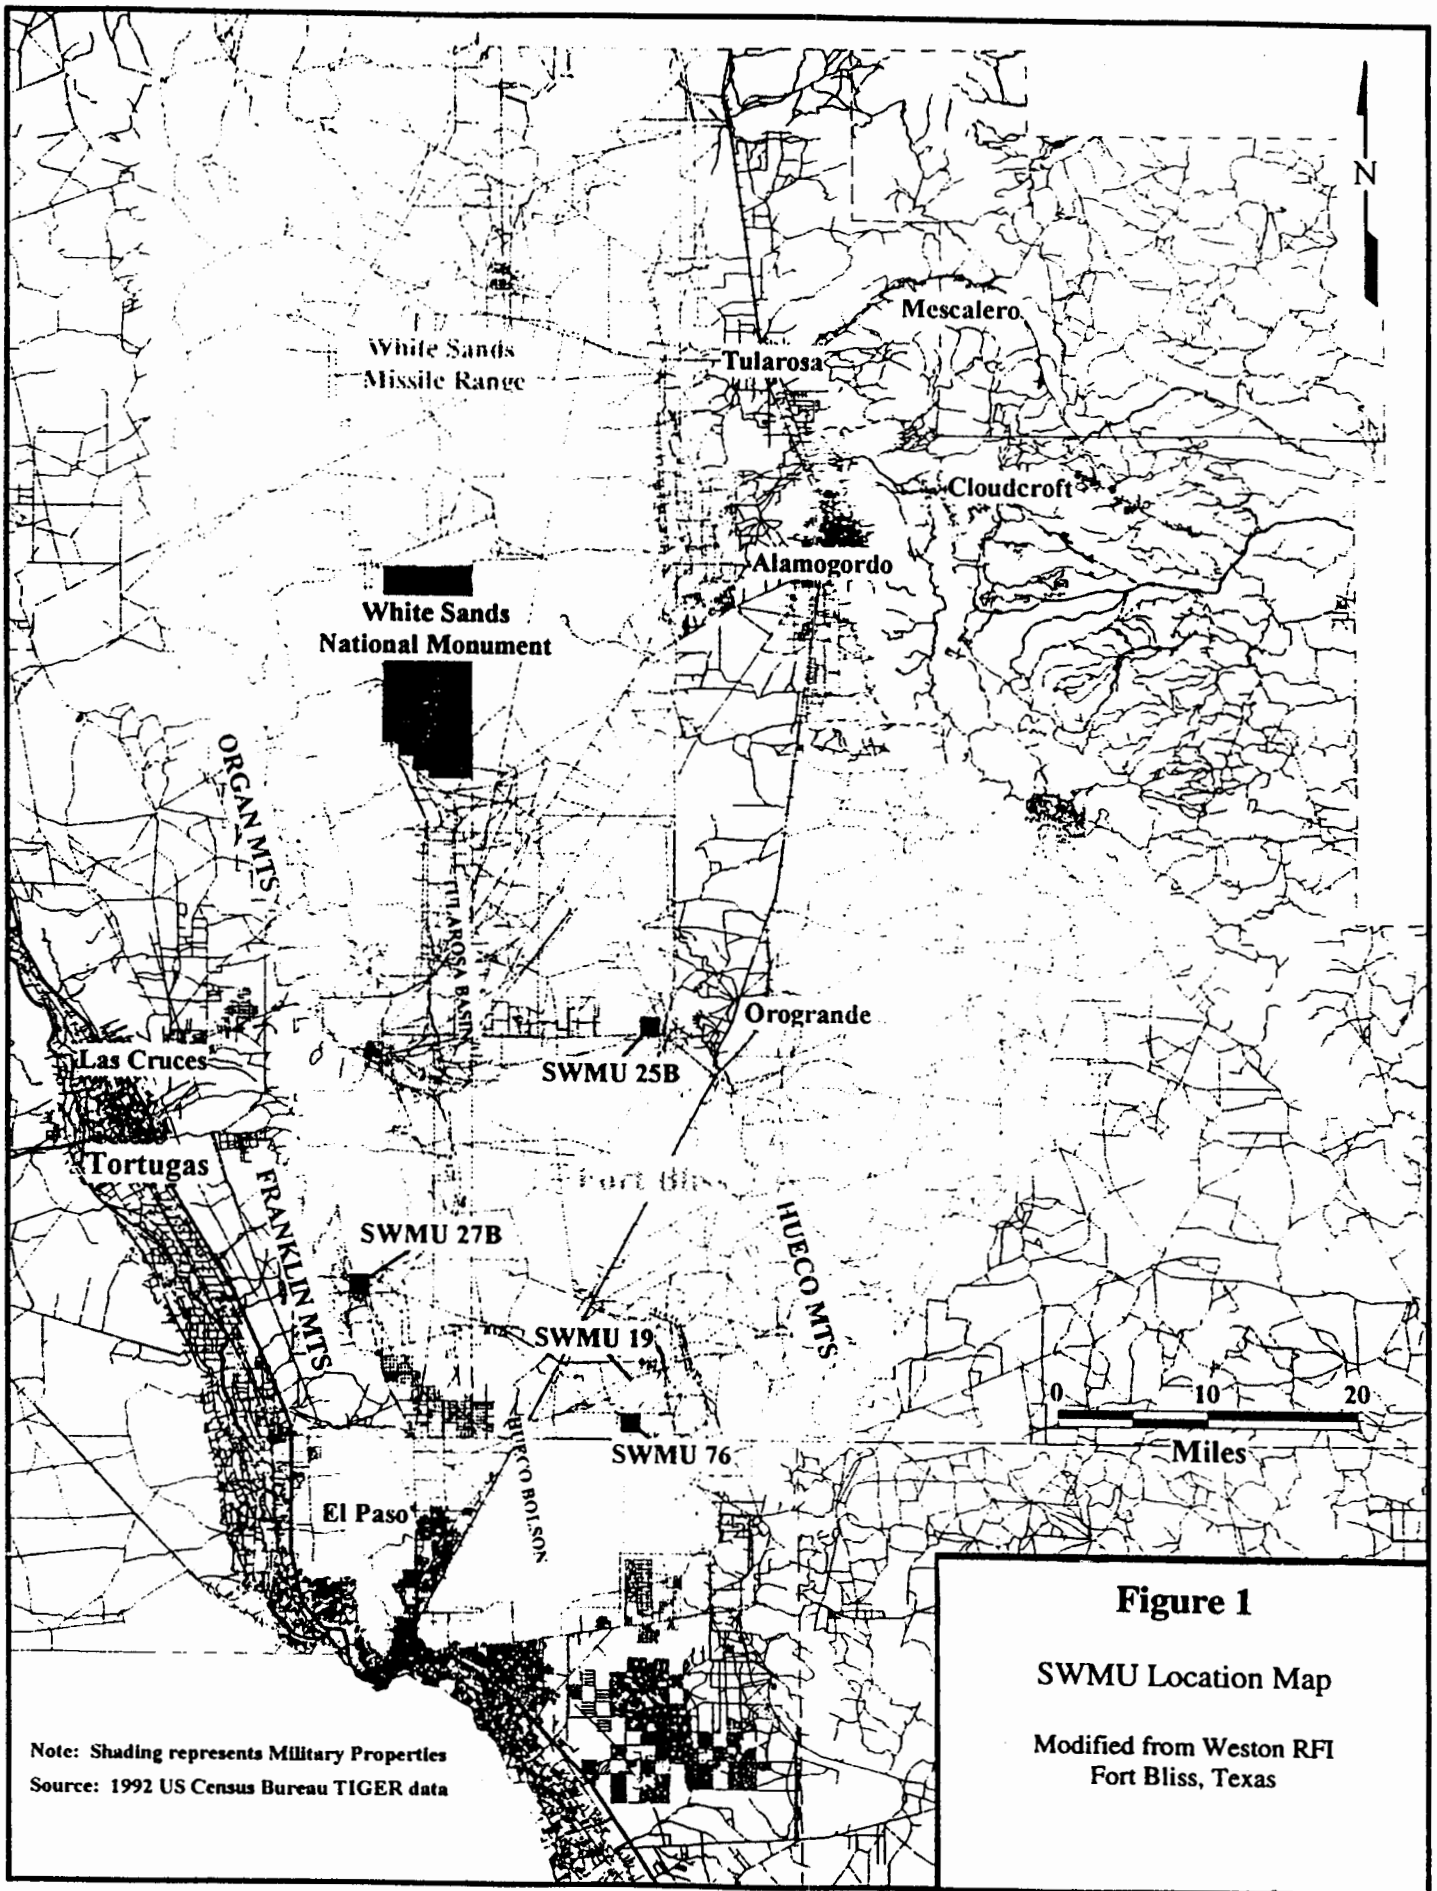 N
Mescalero
White Sands
Missile Range
Tularosa
Cloudcroft
Alamogordo
White Sands
National Monument
ORGAN MTS
TULAROSA BASIN
Orogrande
Las Cruces
SWMU 25B
Tortugas
Fort Bliss
FRANKLIN MTS
HUECO MTS
SWMU 27B
SWMU 19
0 10 20
Miles
SWMU 76
HUECO BOLSON
El Paso
Figure 1
SWMU Location Map
Modified from Weston RFI
Fort Bliss, Texas
Note: Shading represents Military Properties
Source: 1992 US Census Bureau TIGER data